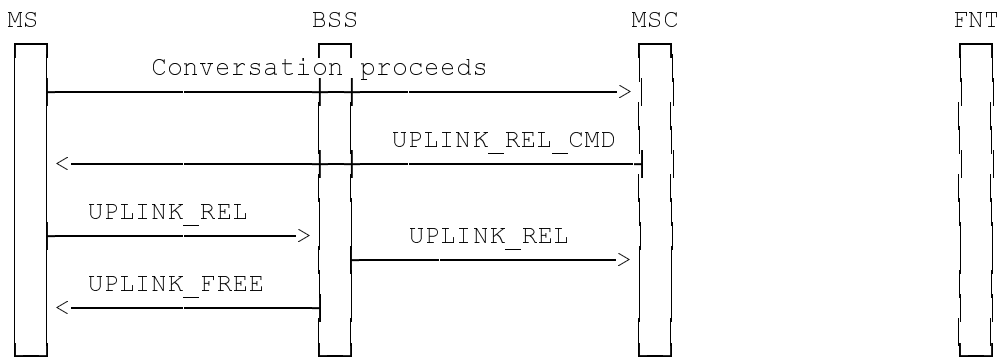 MS BSS MSC FNT
Conversation proceeds
UPLINK_REL_CMD
UPLINK_REL
UPLINK_REL
UPLINK_FREE